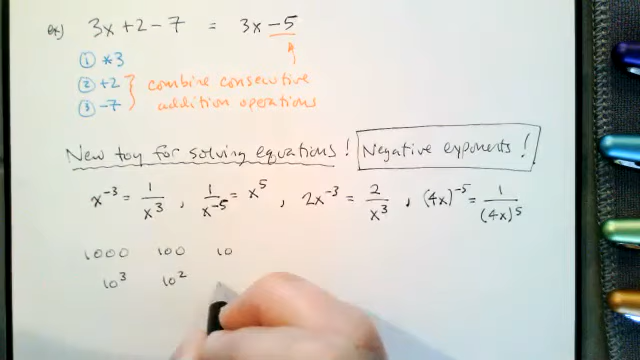 ex) 3x + 2 - 7 = 3x - 5
① *3
② +2 } combine consecutive
③ -7 addition operations
New toy for solving equations! Negative exponents!
x⁻³ = 1/x³ , 1/x⁻⁵ = x⁵ , 2x⁻³ = 2/x³ , (4x)⁻⁵ = 1/(4x)⁵
1000 100 10
10³ 10²